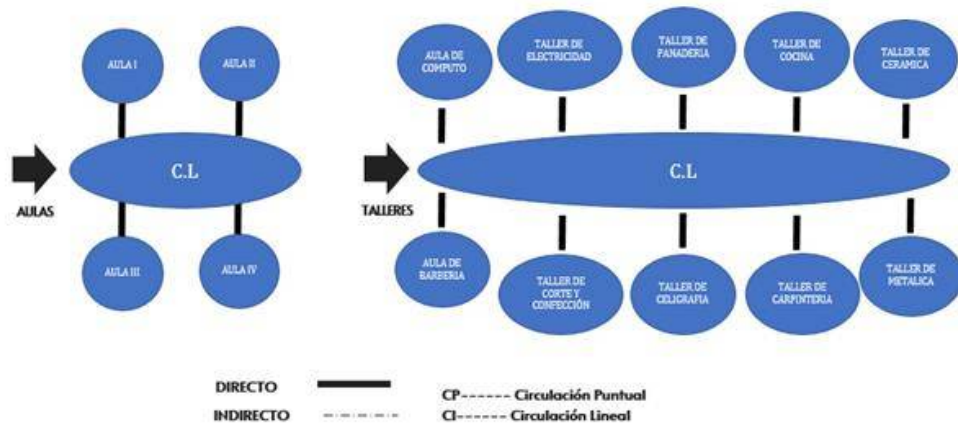 AULA I
AULA II
C.L
AULAS
AULA III
AULA IV
AULA DE
COMPUTO
TALLER DE
ELECTRICIDAD
TALLER DE
PANADERIA
TALLER DE
COCINA
TALLER DE
CERAMICA
C.L
TALLERES
AULA DE
BARBERIA
TALLER DE
CORTE Y
CONFECCIÓN
TALLER DE
CELIGRAFIA
TALLER DE
CARPINTERIA
TALLER DE
METALICA
DIRECTO
INDIRECTO
CP------ Circulación Puntual
CI------- Circulación Lineal